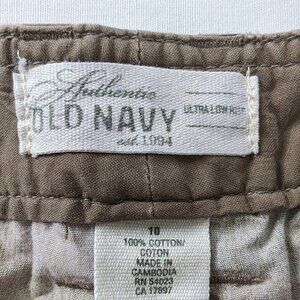 Authentic
OLD NAVY
ULTRA LOW RISE
est. 1994
10
100% COTTON/
COTON
MADE IN
CAMBODIA
RN 54023
CA 17897